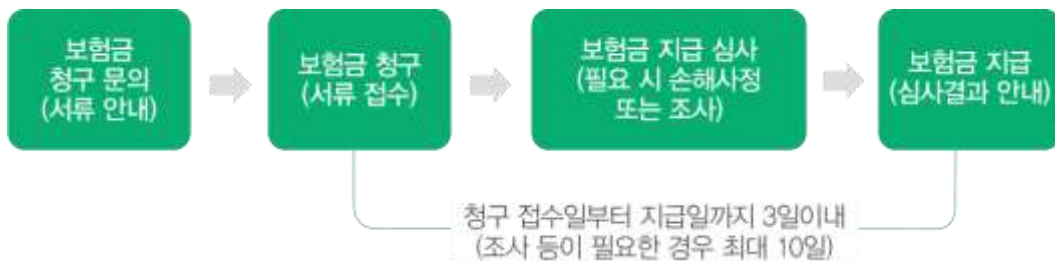 보험금
청구 문의
(서류 안내)
보험금 청구
(서류 접수)
보험금 지급 심사
(필요 시 손해사정
또는 조사)
보험금 지급
(심사결과 안내)
청구 접수일부터 지급일까지 3일이내
(조사 등이 필요한 경우 최대 10일)